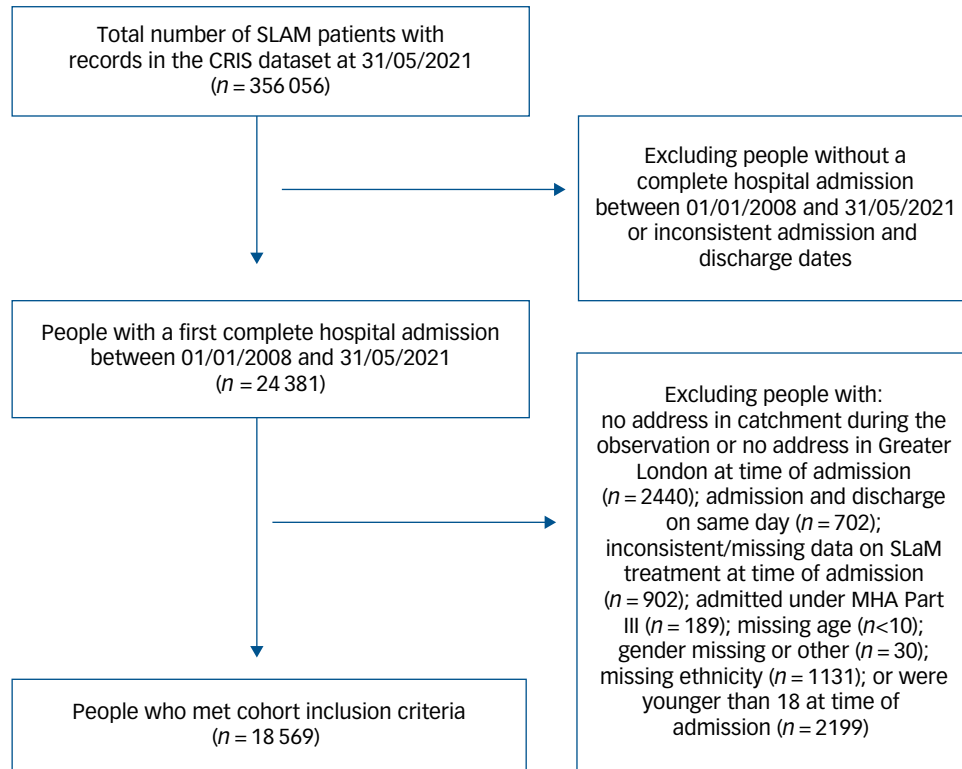 Total number of SLAM patients with
records in the CRIS dataset at 31/05/2021
(n = 356 056)
Excluding people without a
complete hospital admission
between 01/01/2008 and 31/05/2021
or inconsistent admission and
discharge dates
People with a first complete hospital admission
between 01/01/2008 and 31/05/2021
(n = 24 381)
Excluding people with:
no address in catchment during the
observation or no address in Greater
London at time of admission
(n = 2440); admission and discharge
on same day (n = 702);
inconsistent/missing data on SLaM
treatment at time of admission
(n = 902); admitted under MHA Part
III (n = 189); missing age (n<10);
gender missing or other (n = 30);
missing ethnicity (n = 1131); or were
younger than 18 at time of
admission (n = 2199)
People who met cohort inclusion criteria
(n = 18 569)